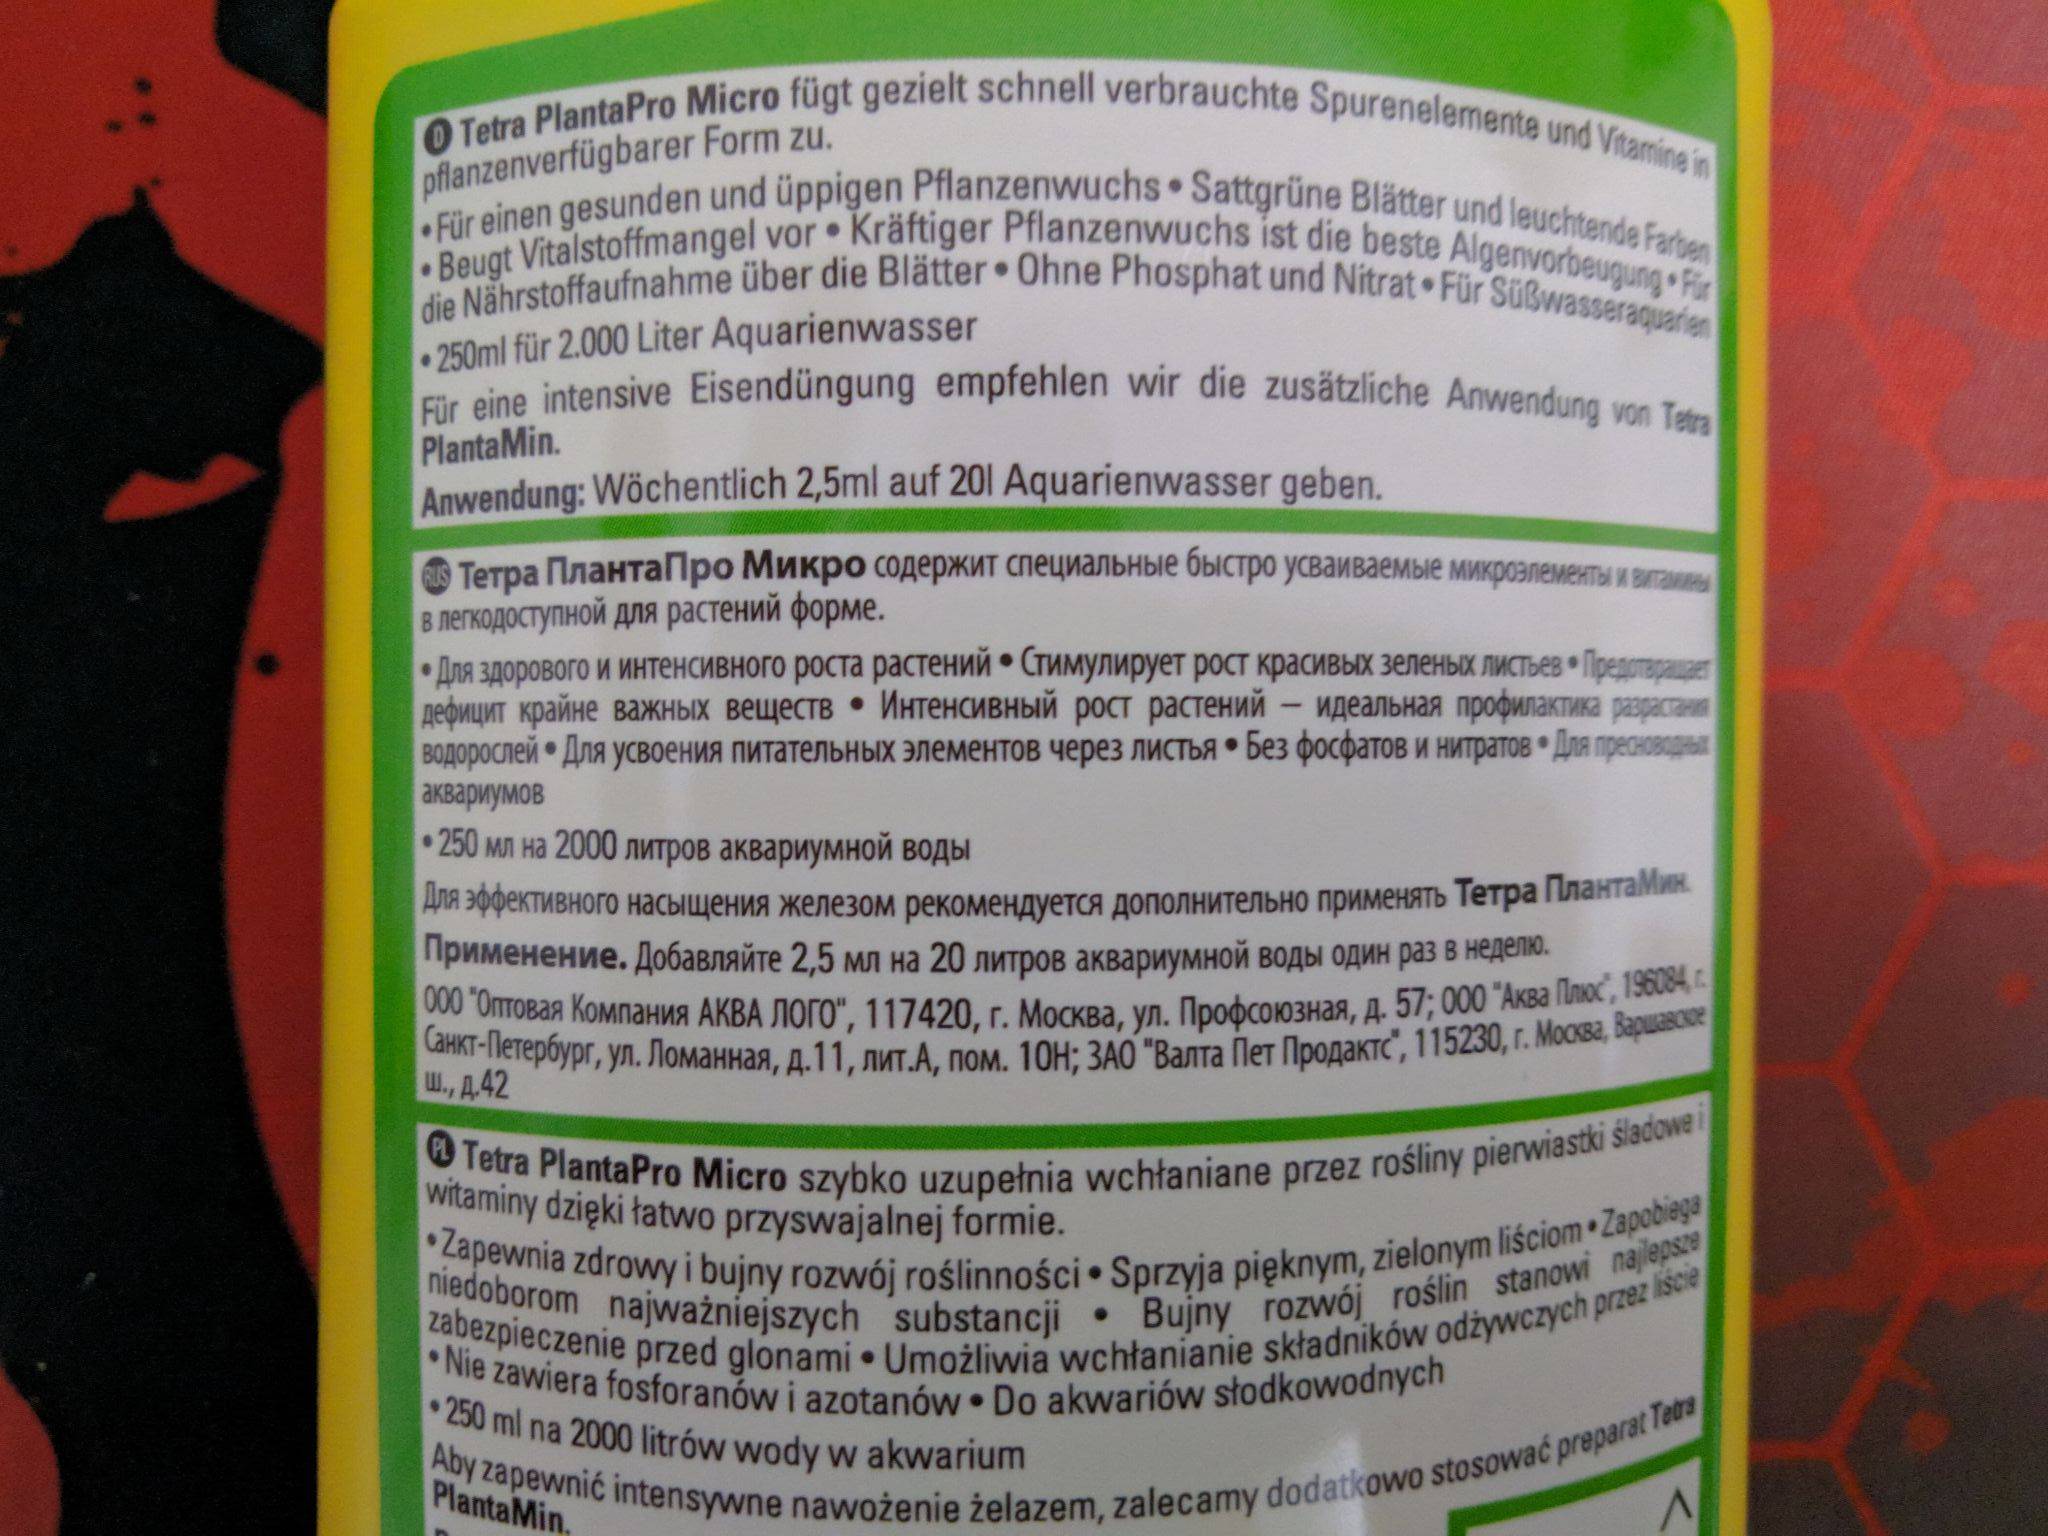 D Tetra PlantaPro Micro fügt gezielt schnell verbrauchte Spurenelemente und Vitamine in
pflanzenverfügbarer Form zu.
• Für einen gesunden und üppigen Pflanzenwuchs • Sattgrüne Blätter und leuchtende Farben
• Beugt Vitalstoffmangel vor • Kräftiger Pflanzenwuchs ist die beste Algenvorbeugung • Für
die Nährstoffaufnahme über die Blätter • Ohne Phosphat und Nitrat • Für Süßwasseraquarien
• 250ml für 2.000 Liter Aquarienwasser
Für eine intensive Eisendüngung empfehlen wir die zusätzliche Anwendung von Tetra
PlantaMin.
Anwendung: Wöchentlich 2,5ml auf 20l Aquarienwasser geben.
RUS Тетра ПлантаПро Микро содержит специальные быстро усваиваемые микроэлементы и витамины
в легкодоступной для растений форме.
• Для здорового и интенсивного роста растений • Стимулирует рост красивых зеленых листьев • Предотвращает
дефицит крайне важных веществ • Интенсивный рост растений – идеальная профилактика разрастания
водорослей • Для усвоения питательных элементов через листья • Без фосфатов и нитратов • Для пресноводных
аквариумов
• 250 мл на 2000 литров аквариумной воды
Для эффективного насыщения железом рекомендуется дополнительно применять Тетра ПлантаМин.
Применение. Добавляйте 2,5 мл на 20 литров аквариумной воды один раз в неделю.
ООО "Оптовая Компания АКВА ЛОГО", 117420, г. Москва, ул. Профсоюзная, д. 57; ООО "Аква Плюс", 196084, г.
Санкт-Петербург, ул. Ломанная, д.11, лит.А, пом. 10Н; ЗАО "Валта Пет Продактс", 115230, г. Москва, Варшавское
ш., д.42
PL Tetra PlantaPro Micro szybko uzupełnia wchłaniane przez rośliny pierwiastki śladowe i
witaminy dzięki łatwo przyswajalnej formie.
• Zapewnia zdrowy i bujny rozwój roślinności • Sprzyja pięknym, zielonym liściom • Zapobiega
niedoborom najważniejszych substancji • Bujny rozwój roślin stanowi najlepsze
zabezpieczenie przed glonami • Umożliwia wchłanianie składników odżywczych przez liście
• Nie zawiera fosforanów i azotanów • Do akwariów słodkowodnych
• 250 ml na 2000 litrów wody w akwarium
Aby zapewnić intensywne nawożenie żelazem, zalecamy dodatkowo stosować preparat Tetra
PlantaMin.